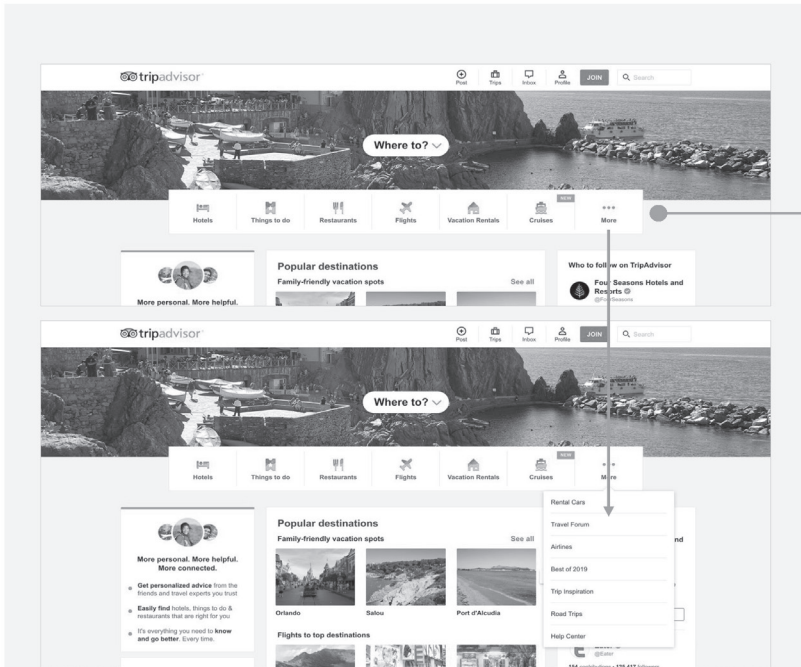 tripadvisor
Post
Trips
Inbox
Profile
JOIN
Search
Where to?
Hotels
Things to do
Restaurants
Flights
Vacation Rentals
NEW
Cruises
More
More personal. More helpful.
Popular destinations
Family-friendly vacation spots
See all
Who to follow on TripAdvisor
Four Seasons Hotels and
Resorts
@FourSeasons
tripadvisor
Post
Trips
Inbox
Profile
JOIN
Search
Where to?
Hotels
Things to do
Restaurants
Flights
Vacation Rentals
NEW
Cruises
More
More personal. More helpful.
More connected.
Get personalized advice from the
friends and travel experts you trust
Easily find hotels, things to do &
restaurants that are right for you
It's everything you need to know
and go better. Every time.
Popular destinations
Family-friendly vacation spots
See all
Orlando
Salou
Port d'Alcudia
Flights to top destinations
Rental Cars
Travel Forum
Airlines
Best of 2019
Trip Inspiration
Road Trips
Help Center
nd
@Eater